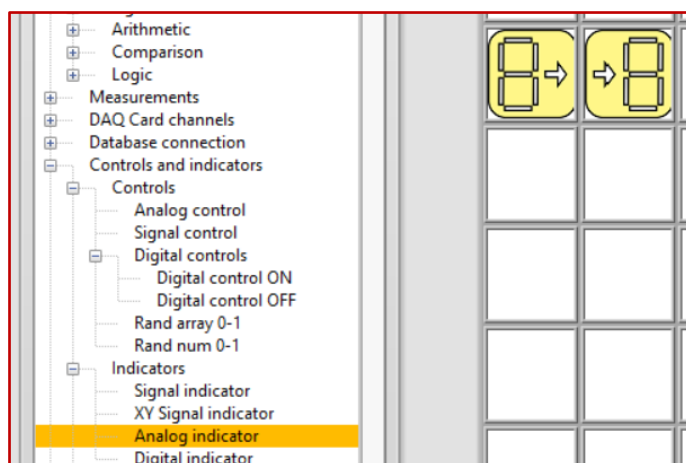 Arithmetic
Comparison
Logic
Measurements
DAQ Card channels
Database connection
Controls and indicators
Controls
Analog control
Signal control
Digital controls
Digital control ON
Digital control OFF
Rand array 0-1
Rand num 0-1
Indicators
Signal indicator
XY Signal indicator
Analog indicator
Digital indicator